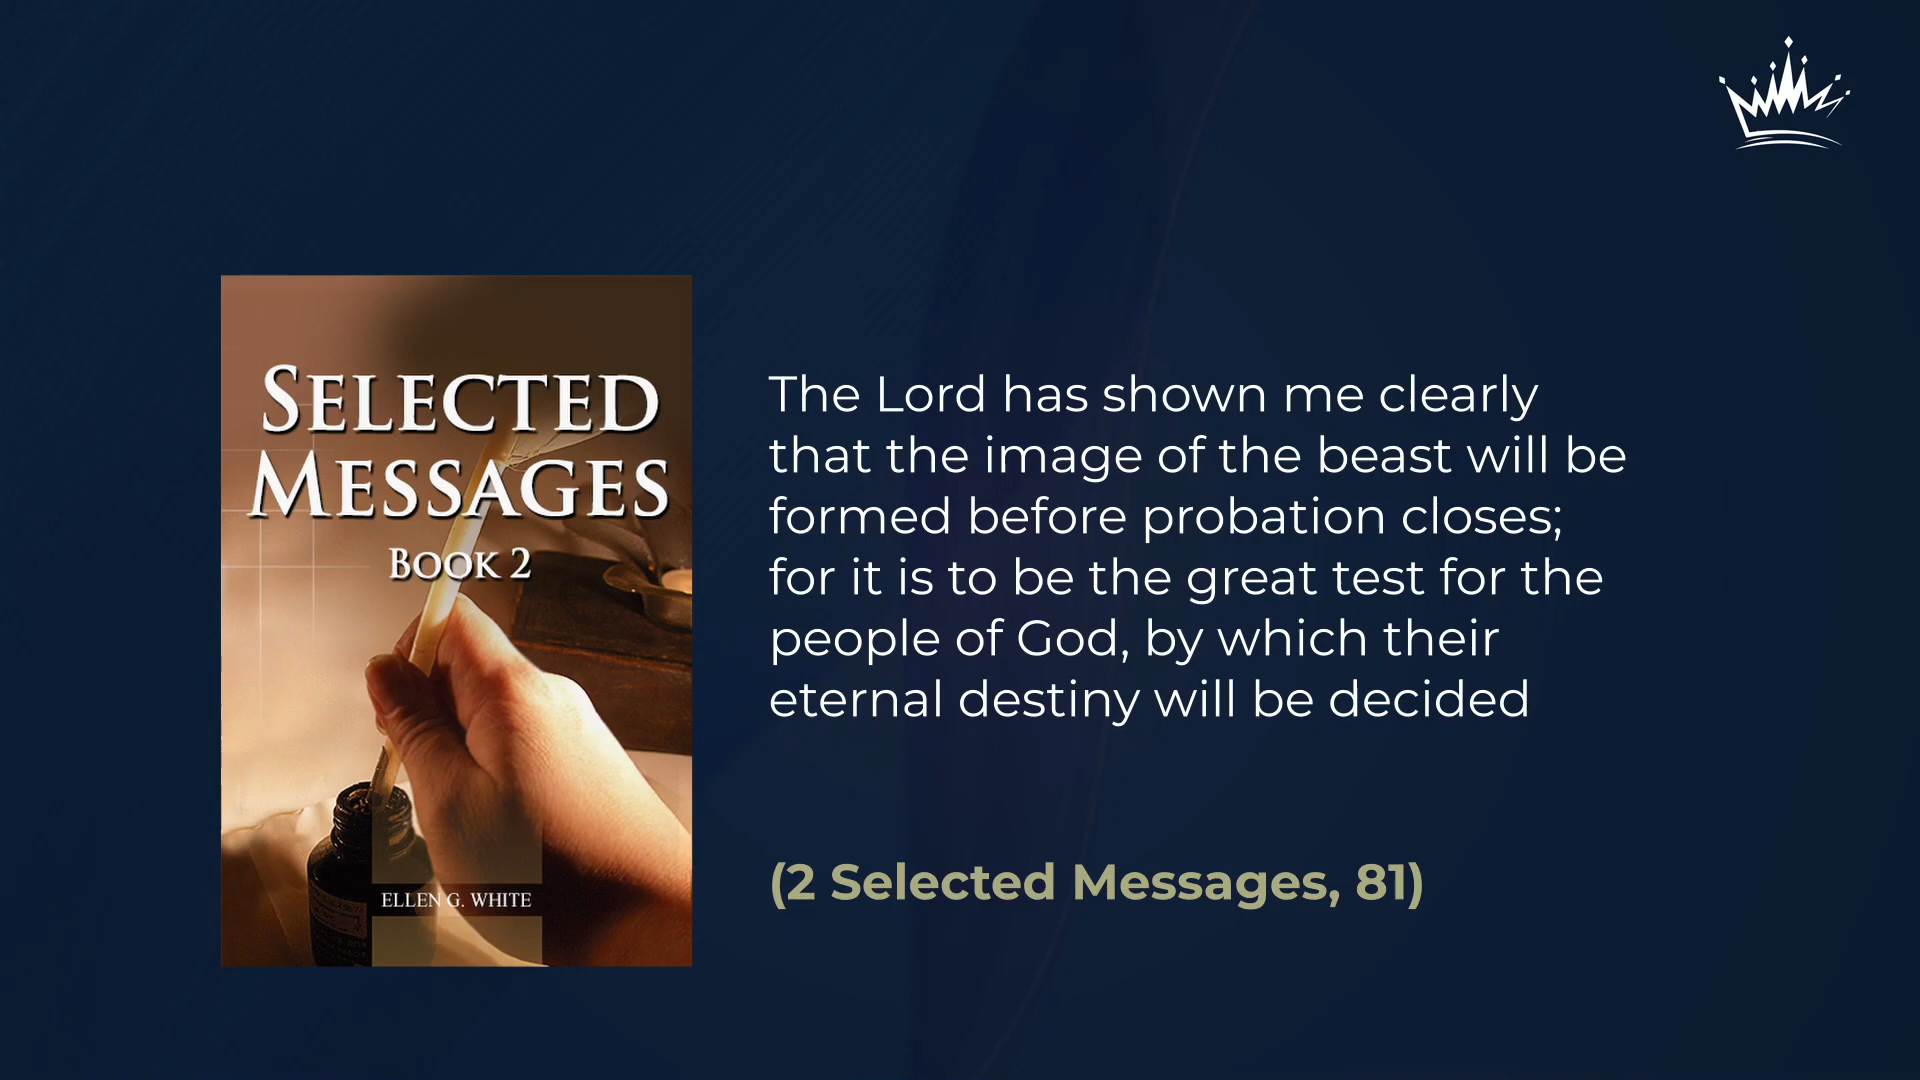 SELECTED
MESSAGES
BOOK 2
ELLEN G. WHITE
The Lord has shown me clearly
that the image of the beast will be
formed before probation closes;
for it is to be the great test for the
people of God, by which their
eternal destiny will be decided
(2 Selected Messages, 81)